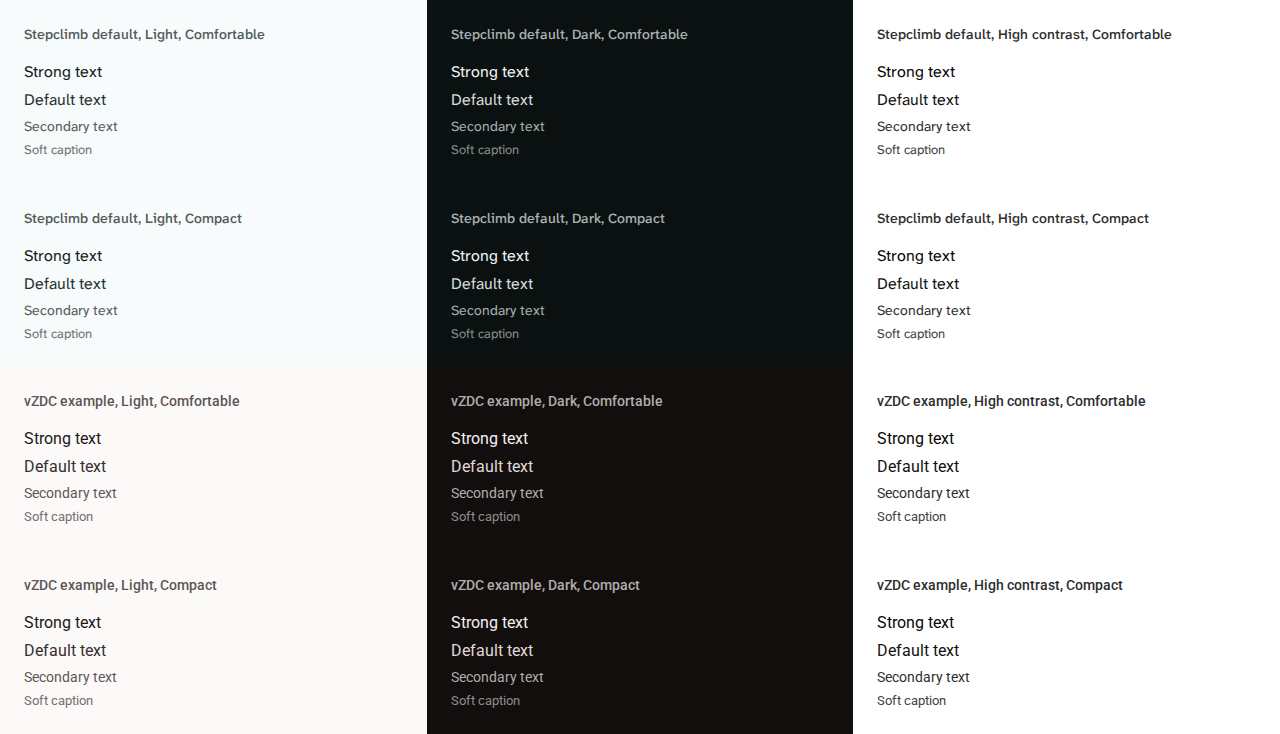 Stepclimb default, Light, Comfortable
Strong text
Default text
Secondary text
Soft caption
Stepclimb default, Dark, Comfortable
Strong text
Default text
Secondary text
Soft caption
Stepclimb default, High contrast, Comfortable
Strong text
Default text
Secondary text
Soft caption
Stepclimb default, Light, Compact
Strong text
Default text
Secondary text
Soft caption
Stepclimb default, Dark, Compact
Strong text
Default text
Secondary text
Soft caption
Stepclimb default, High contrast, Compact
Strong text
Default text
Secondary text
Soft caption
vZDC example, Light, Comfortable
Strong text
Default text
Secondary text
Soft caption
vZDC example, Dark, Comfortable
Strong text
Default text
Secondary text
Soft caption
vZDC example, High contrast, Comfortable
Strong text
Default text
Secondary text
Soft caption
vZDC example, Light, Compact
Strong text
Default text
Secondary text
Soft caption
vZDC example, Dark, Compact
Strong text
Default text
Secondary text
Soft caption
vZDC example, High contrast, Compact
Strong text
Default text
Secondary text
Soft caption